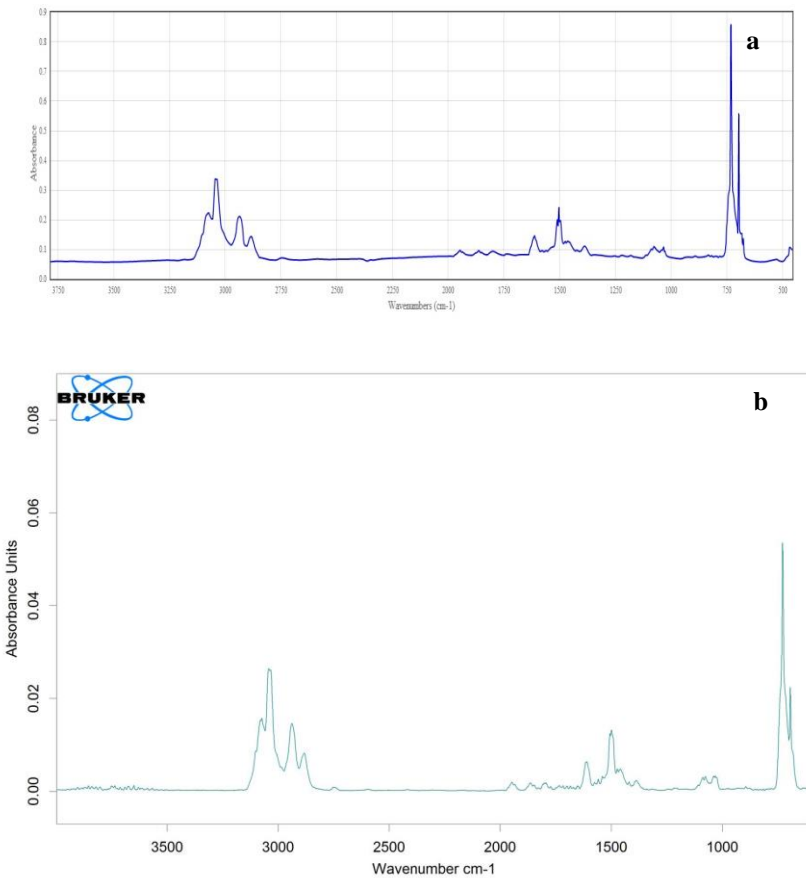 a
0.9
0.8
0.7
0.6
0.5
0.4
0.3
0.2
0.1
0.0
Absorbance
3750 3500 3250 3000 2750 2500 2250 2000 1750 1500 1250 1000 750 500
Wavenumbers (cm-1)
BRUKER
b
0.08
0.06
0.04
0.02
0.00
Absorbance Units
3500 3000 2500 2000 1500 1000
Wavenumber cm-1